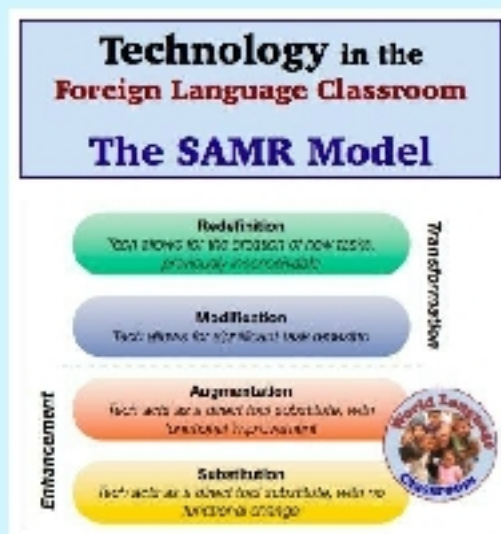 Technology in the
Foreign Language Classroom
The SAMR Model
Redefinition
Tech allows for the creation of new tasks,
previously inconceivable
Transformation
Modification
Tech allows for significant task redesign
Enhancement
Augmentation
Tech acts as a direct tool substitute, with
functional improvement
Substitution
Tech acts as a direct tool substitute, with no
functional change
World Language
Classroom